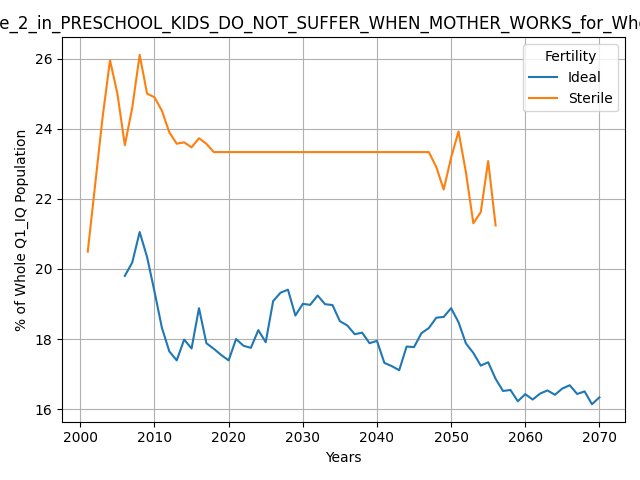 e_2_in_PRESCHOOL_KIDS_DO_NOT_SUFFER_WHEN_MOTHER_WORKS_for_Who
Fertility
Ideal
Sterile
% of Whole Q1_IQ Population
26
24
22
20
18
16
2000 2010 2020 2030 2040 2050 2060 2070
Years